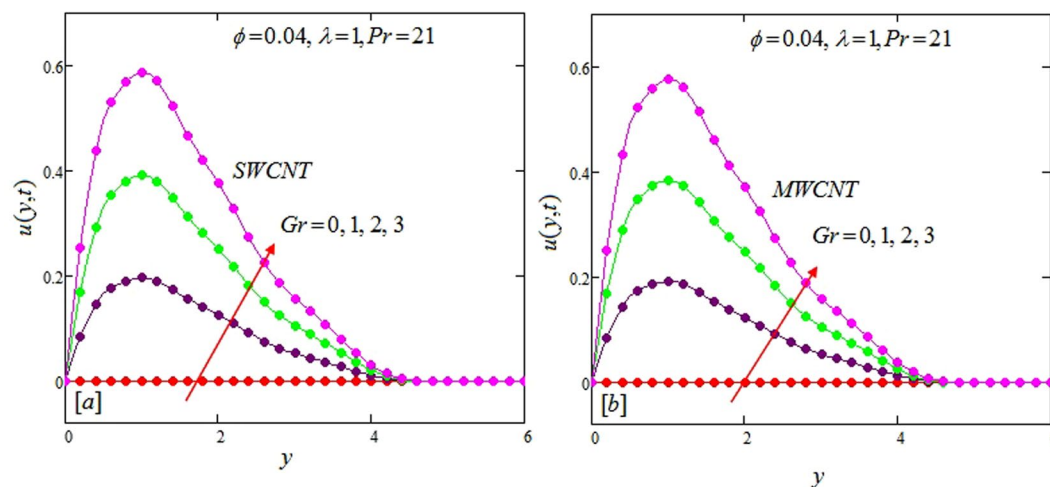 ϕ=0.04, λ=1,Pr=21
0.6
0.4
0.2
0
u(y,t)
SWCNT
Gr=0,1,2,3
[a]
0
2
4
6
y
ϕ=0.04, λ=1,Pr=21
0.6
0.4
0.2
0
u(y,t)
MWCNT
Gr=0,1,2,3
[b]
0
2
4
y